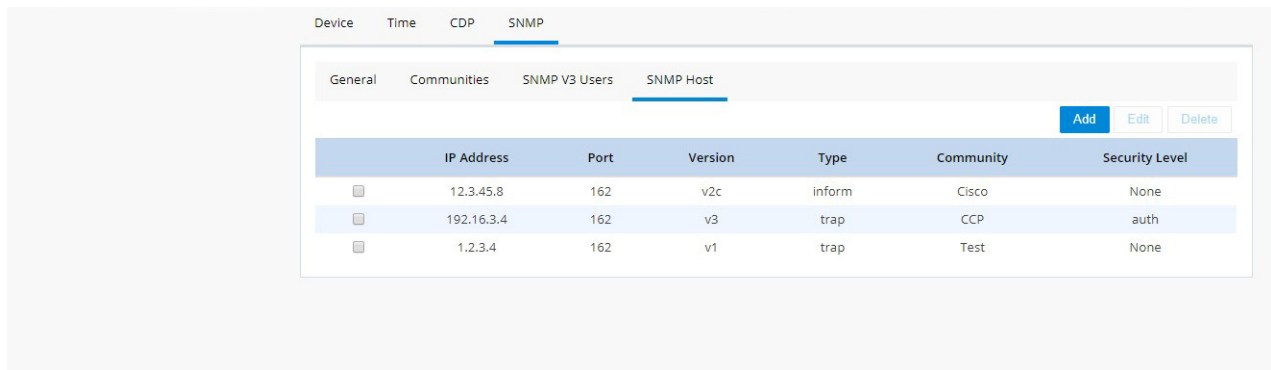 Device Time CDP SNMP
General Communities SNMP V3 Users SNMP Host
Add Edit Delete
IP Address Port Version Type Community Security Level
12.3.45.8 162 v2c inform Cisco None
192.16.3.4 162 v3 trap CCP auth
1.2.3.4 162 v1 trap Test None